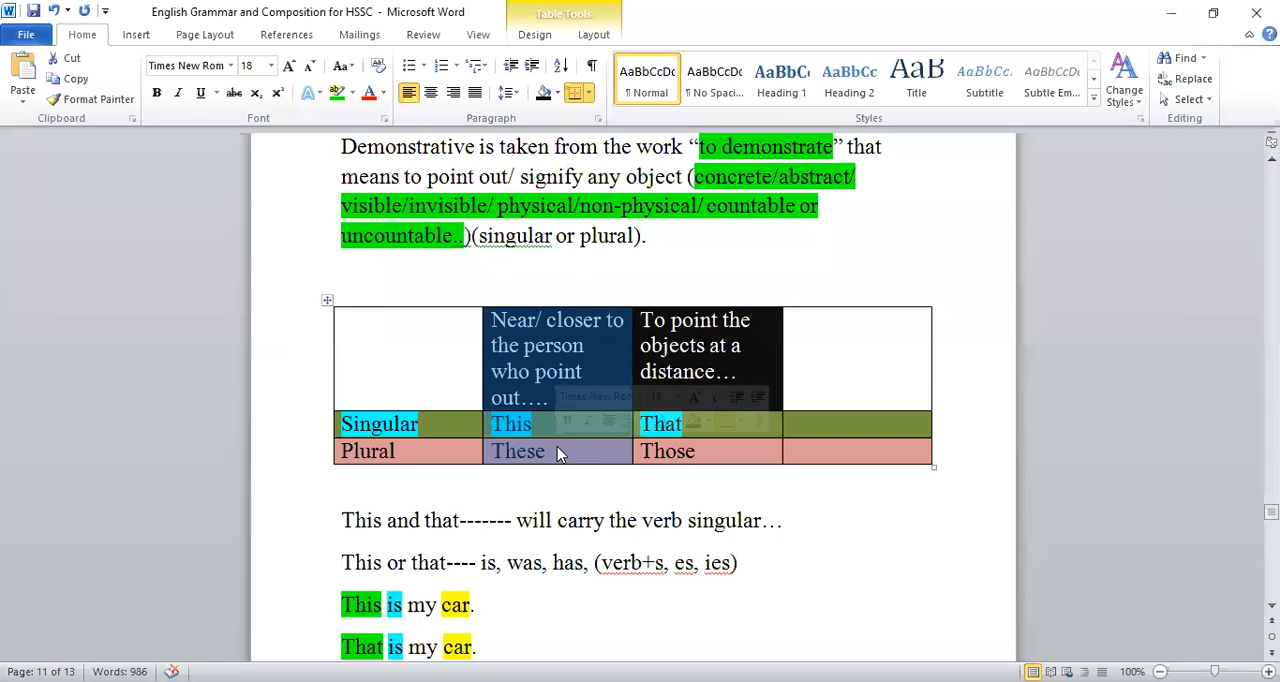 English Grammar and Composition for HSSC - Microsoft Word
Table Tools
File Home Insert Page Layout References Mailings Review View Design Layout
Paste
Cut
Copy
Format Painter
Clipboard
Times New Rom 18
Font
Paragraph
AaBbCcDc AaBbCcDc AaBbC AaBbCc AaB AaBbCc. AaBbCcDc
¶ Normal ¶ No Spaci... Heading 1 Heading 2 Title Subtitle Subtle Em...
Styles
Change
Styles
Find
Replace
Select
Editing
Demonstrative is taken from the work “to demonstrate” that
means to point out/ signify any object (concrete/abstract/
visible/invisible/ physical/non-physical/ countable or
uncountable..)(singular or plural).
Near/ closer to
the person
who point
out….
To point the
objects at a
distance…
Times New Rom 18
Singular This That
Plural These Those
This and that------- will carry the verb singular…
This or that---- is, was, has, (verb+s, es, ies)
This is my car.
That is my car.
Page: 11 of 13 Words: 986 100%